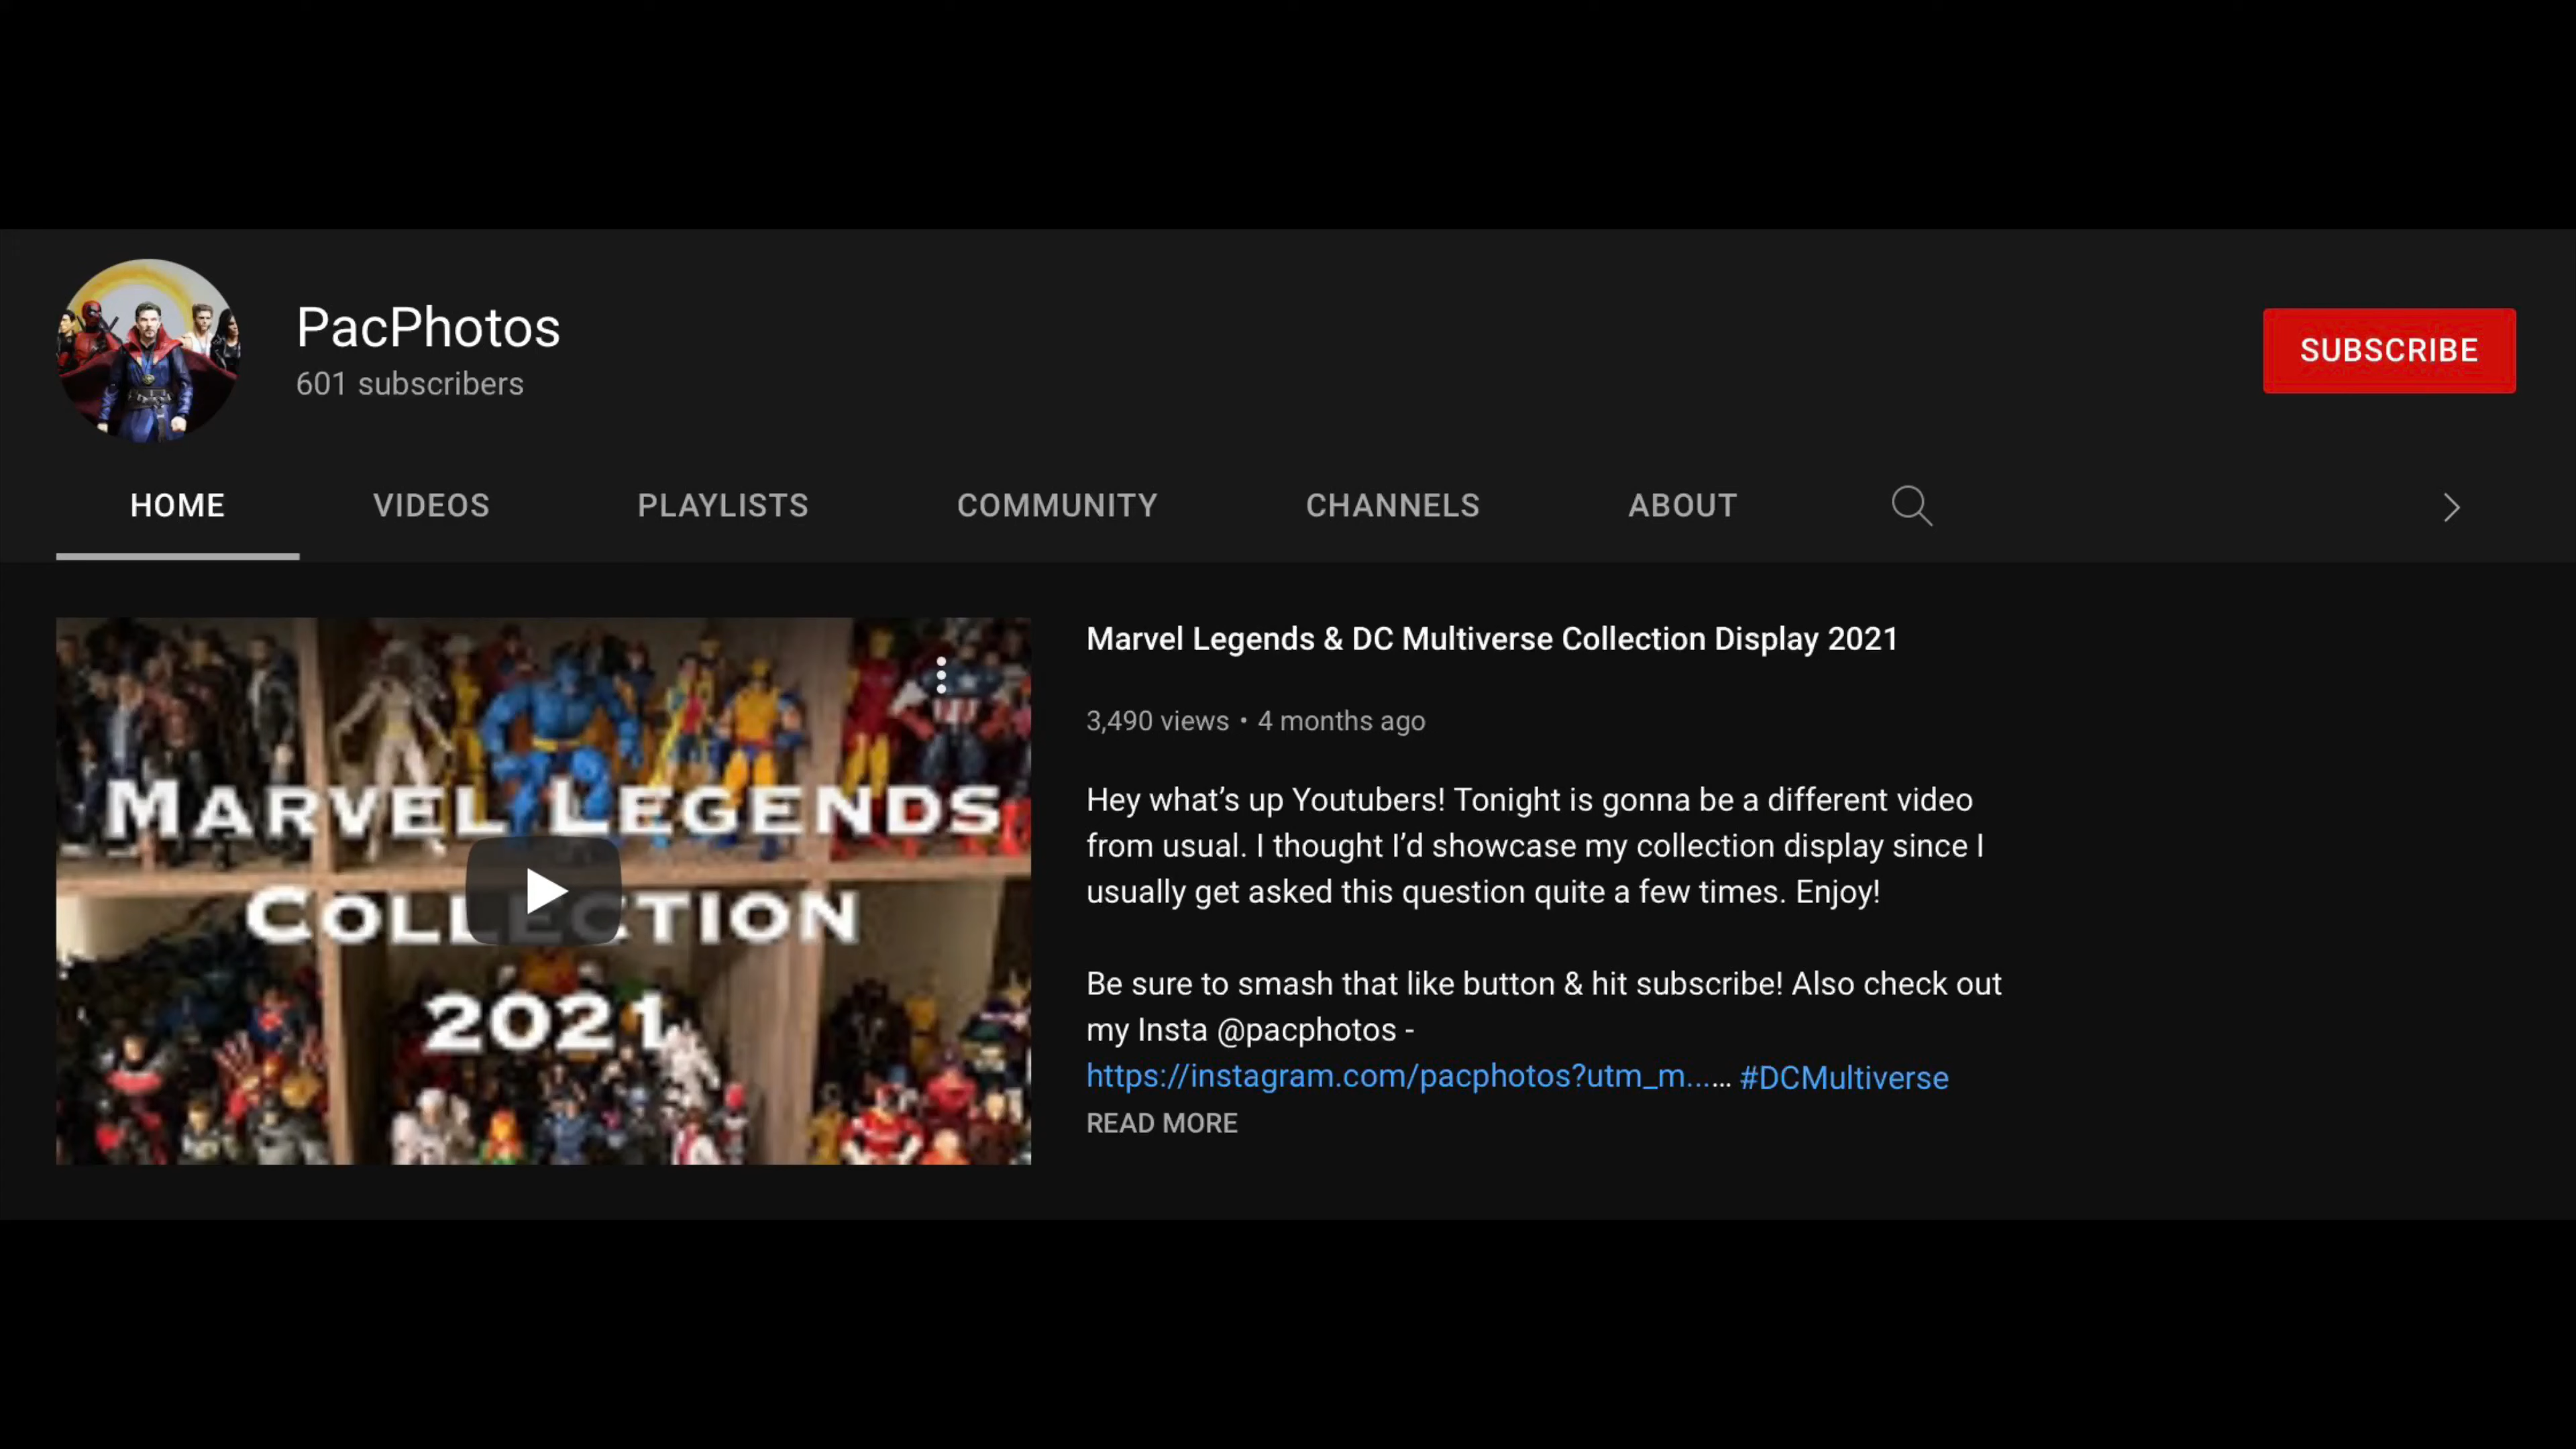 PacPhotos
601 subscribers
SUBSCRIBE
HOME VIDEOS PLAYLISTS COMMUNITY CHANNELS ABOUT
MARVEL LEGENDS
COLLECTION
2021
Marvel Legends & DC Multiverse Collection Display 2021
3,490 views • 4 months ago
Hey what's up Youtubers! Tonight is gonna be a different video
from usual. I thought I'd showcase my collection display since I
usually get asked this question quite a few times. Enjoy!
Be sure to smash that like button & hit subscribe! Also check out
my Insta @pacphotos -
https://instagram.com/pacphotos?utm_m...... #DCMultiverse
READ MORE